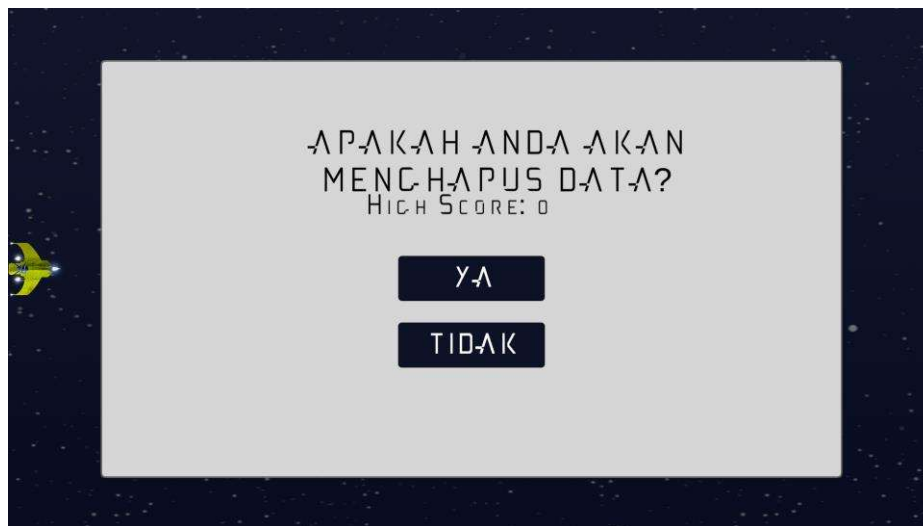 APAKAH ANDA AKAN
MENGHAPUS DATA?
HIGH SCORE: 0
YA
TIDAK